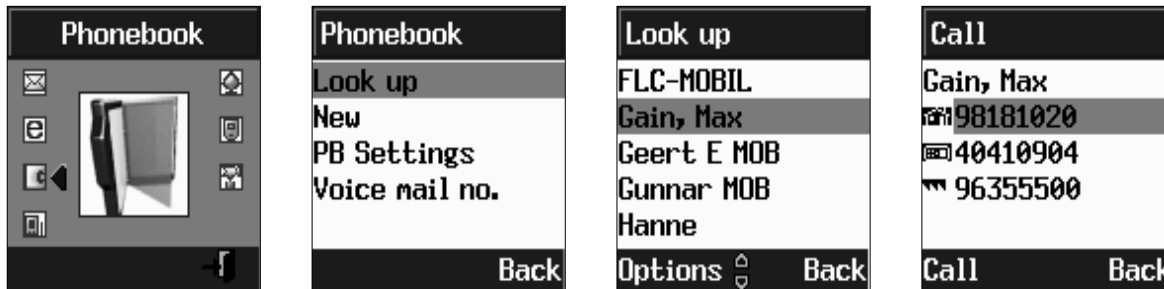 Phonebook
Phonebook
Look up
New
PB Settings
Voice mail no.
Back
Look up
FLC-MOBIL
Gain, Max
Geert E MOB
Gunnar MOB
Hanne
Options Back
Call
Gain, Max
98181020
40410904
96355500
Call Back